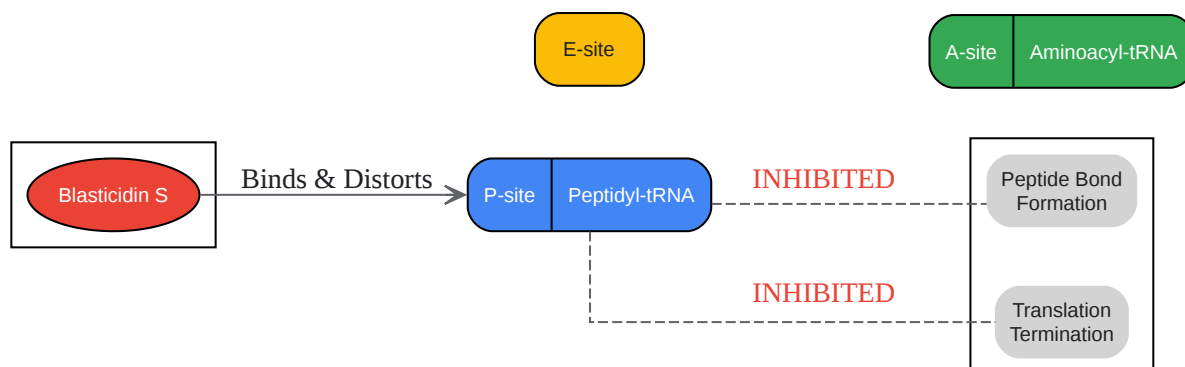 E-site
A-site
Aminoacyl-tRNA
Blasticidin S
Binds & Distorts
P-site
Peptidyl-tRNA
INHIBITED
Peptide Bond
Formation
INHIBITED
Translation
Termination